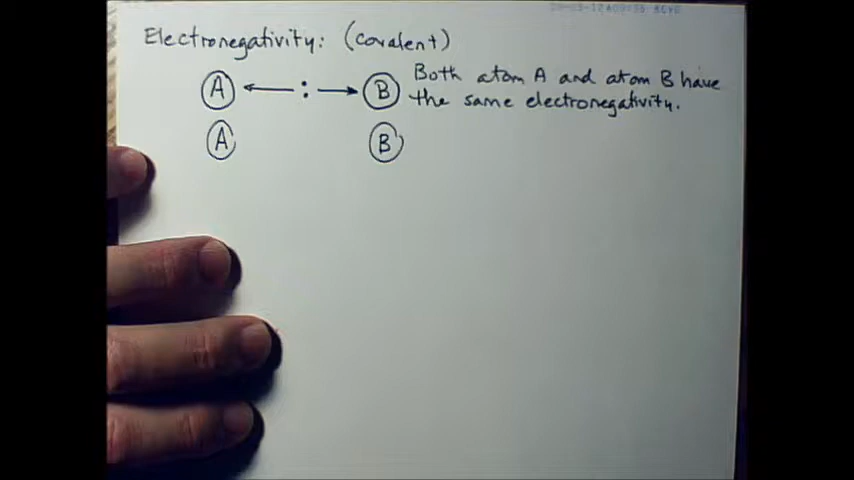 Electronegativity: (covalent)
A ← : → B Both atom A and atom B have
the same electronegativity.
A B